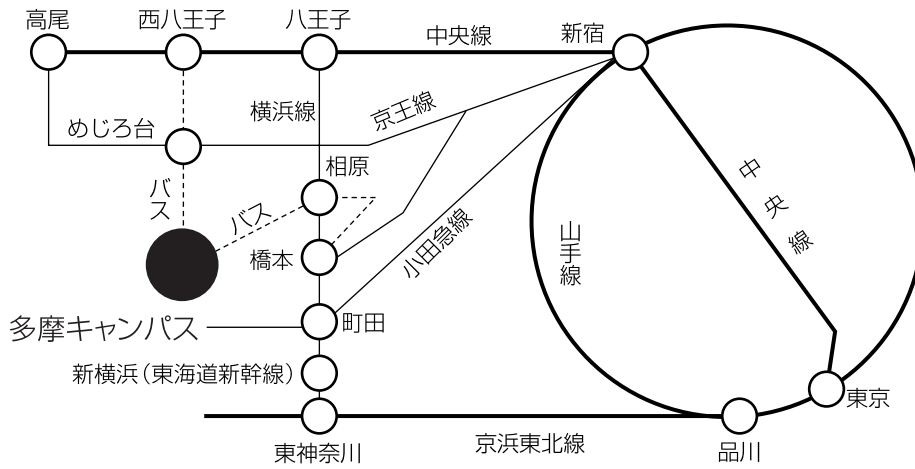 高尾
西八王子
八王子
中央線
新宿
横浜線
京王線
めじろ台
相原
バス
バス
橋本
小田急線
山手線
中央線
多摩キャンパス
町田
新横浜(東海道新幹線)
東京
東神奈川
京浜東北線
品川